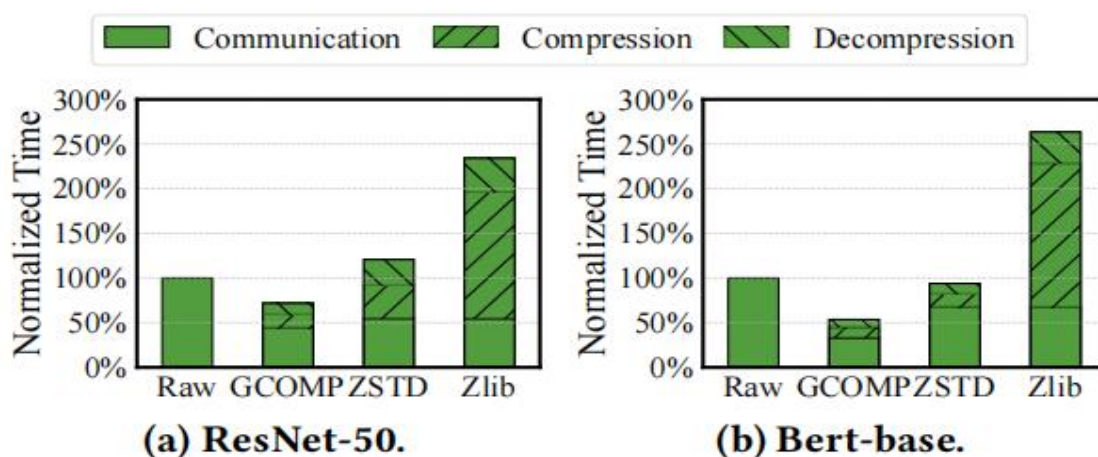 Communication Compression Decompression
300%
250%
200%
150%
100%
50%
0%
Normalized Time
Raw GCOMP ZSTD Zlib
(a) ResNet-50.
300%
250%
200%
150%
100%
50%
0%
Normalized Time
Raw GCOMP ZSTD Zlib
(b) Bert-base.